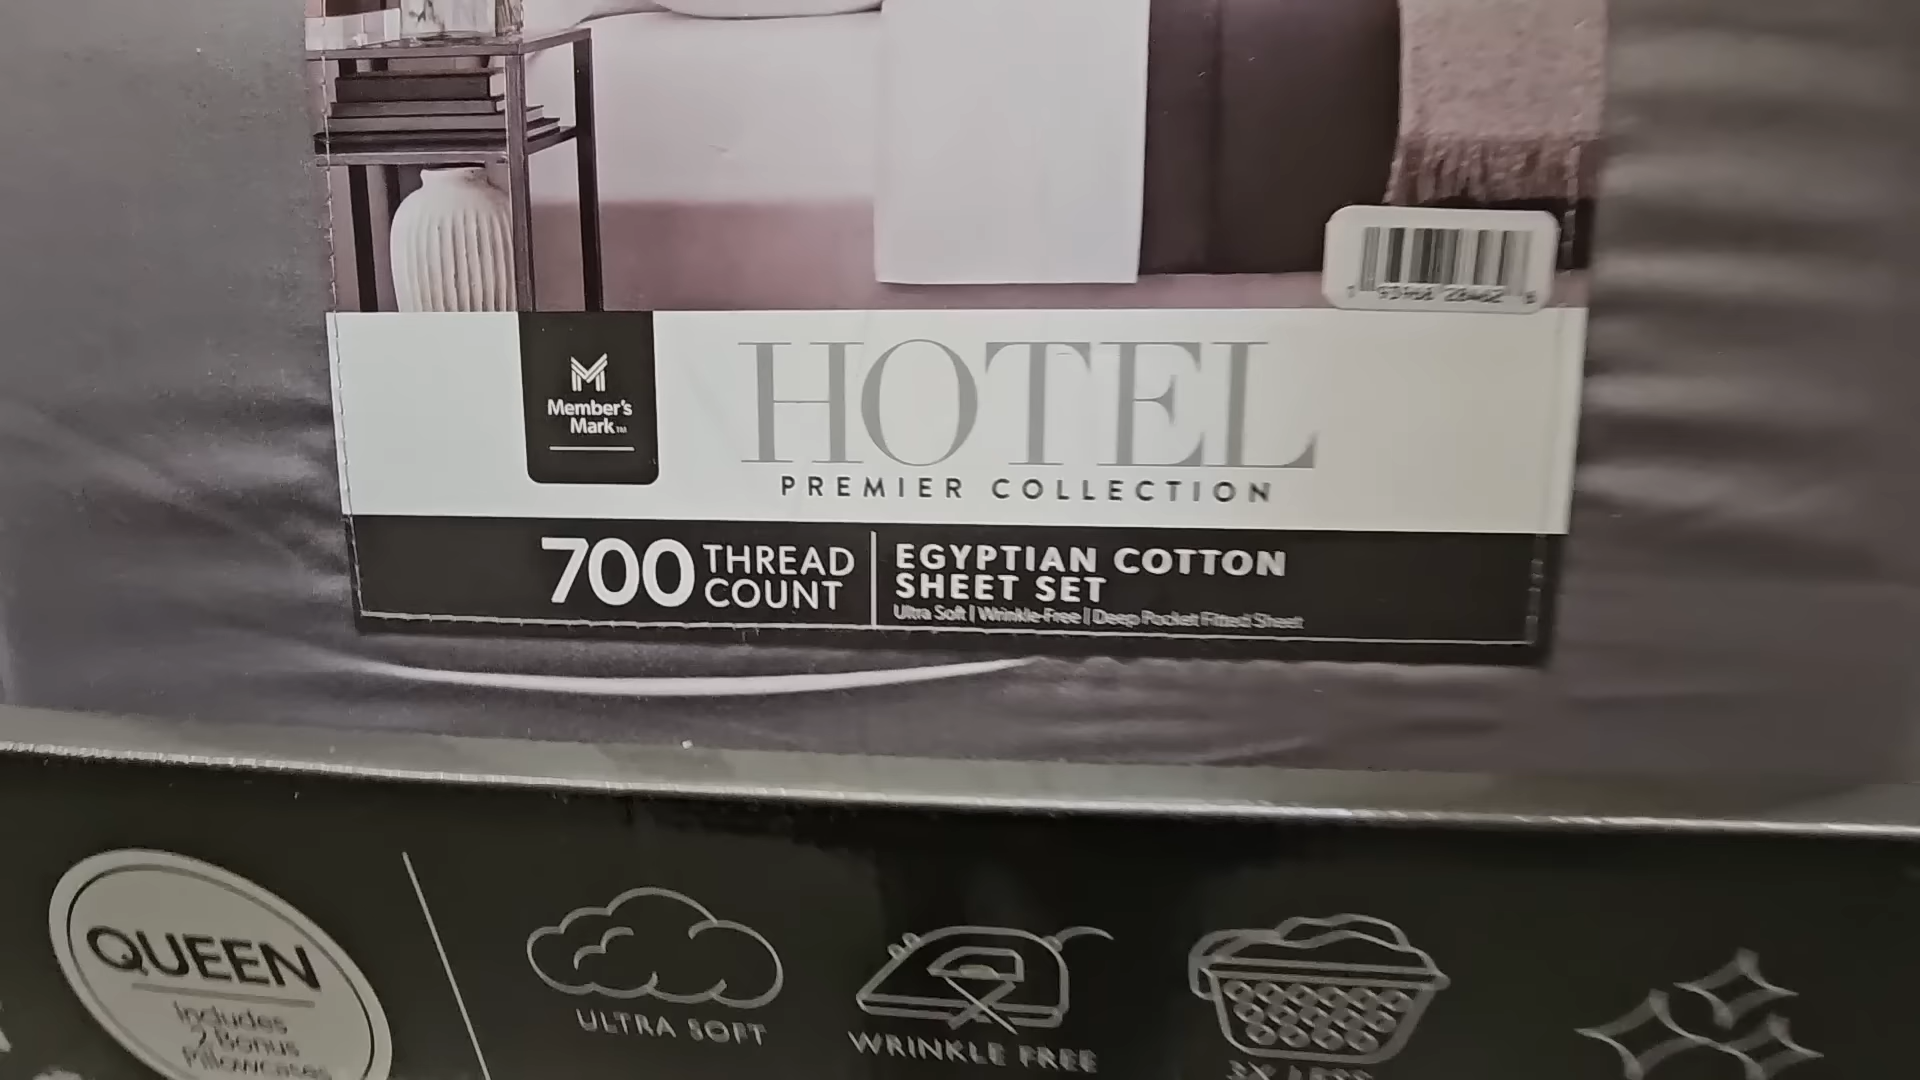 Member's
Mark™
HOTEL
PREMIER COLLECTION
700 THREAD
COUNT
EGYPTIAN COTTON
SHEET SET
Ultra Soft | Wrinkle-Free | Deep Pocket Fitted Sheet
QUEEN
Includes
2 Bonus
Pillowcases
ULTRA SOFT
WRINKLE FREE